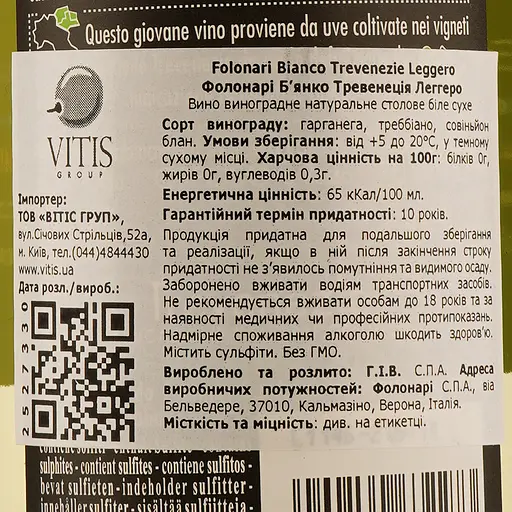 Questo giovane vino proviene da uve coltivate nei vigneti
Folonari Bianco Trevenezie Leggero
Фолонарі Б'янко Тревенеція Леггеро
Вино виноградне натуральне столове біле сухе
VITIS
GROUP
Сорт винограду: гарганега, треббіано, совіньйон
блан. Умови зберігання: від +5 до 20°С, у темному
сухому місці. Харчова цінність на 100г: білків 0г,
жирів 0г, вуглеводів 0,3г.
Енергетична цінність: 65 кКал/100 мл.
Гарантійний термін придатності: 10 років.
Імпортер:
ТОВ «ВІТІС ГРУП»,
вул.Січових Стрільців,52а,
м. Київ, тел.(044)4844430
www.vitis.ua
Дата розл./вироб.:
2527330
Продукція придатна для подальшого зберігання
та реалізації, якщо в ній після закінчення строку
придатності не з'явилось помутніння та видимого осаду.
Заборонено вживати водіям транспортних засобів.
Не рекомендується вживати особам до 18 років та за
наявності медичних чи професійних протипоказань.
Надмірне споживання алкоголю шкодить здоров'ю.
Містить сульфіти. Без ГМО.
Вироблено та розлито: Г.І.В. С.П.А. Адреса
виробничих потужностей: Фолонарі С.П.А., віа
Бельведере, 37010, Кальмазіно, Верона, Італія.
Місткість та міцність: див. на етикетці.
sulphites - contient sulfites - contiene sulfitos -
bevat sulfieten - indeholder sulfitter -
innehåller sulfiter - sisältää sulfiitteja -